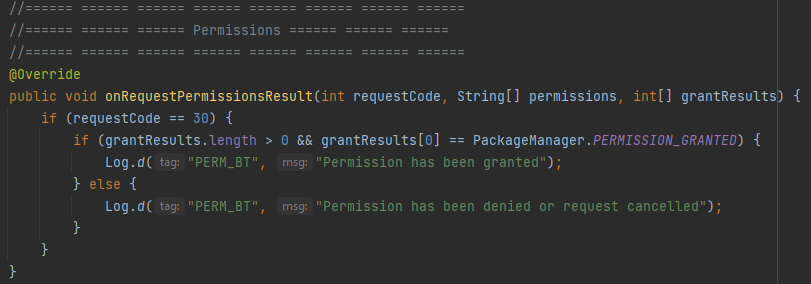 //====== ====== ====== ====== ====== ====== ====== ======
//====== ====== ====== Permissions ====== ====== ======
//====== ====== ====== ====== ====== ====== ====== ======
@Override
public void onRequestPermissionsResult(int requestCode, String[] permissions, int[] grantResults) {
    if (requestCode == 30) {
        if (grantResults.length > 0 && grantResults[0] == PackageManager.PERMISSION_GRANTED) {
            Log.d( tag: "PERM_BT", msg: "Permission has been granted");
        } else {
            Log.d( tag: "PERM_BT", msg: "Permission has been denied or request cancelled");
        }
    }
}